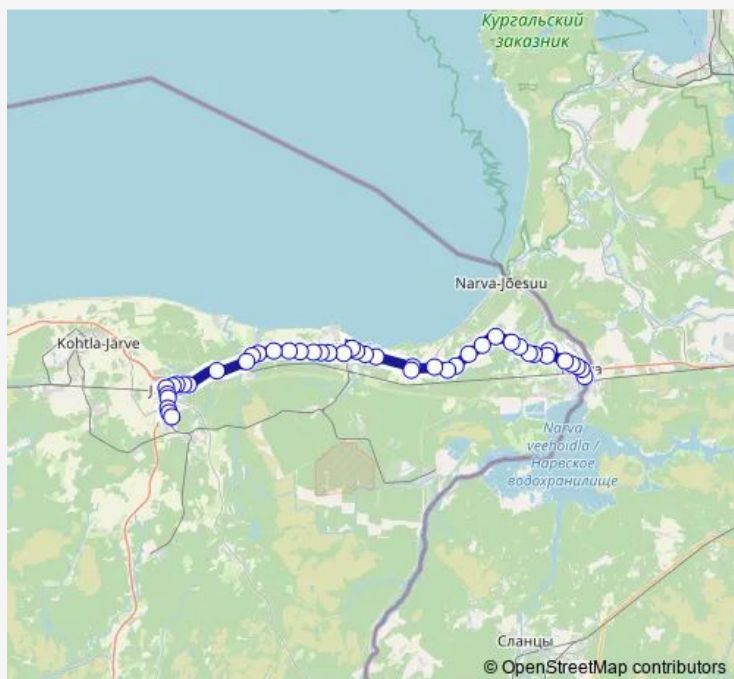 Кургальский
заказник
Narva-Jõesuu
Kohtla-Järve
J
Narva
veehoidla /
Нарвское
водохранилище
Сланцы
© OpenStreetMap contributors